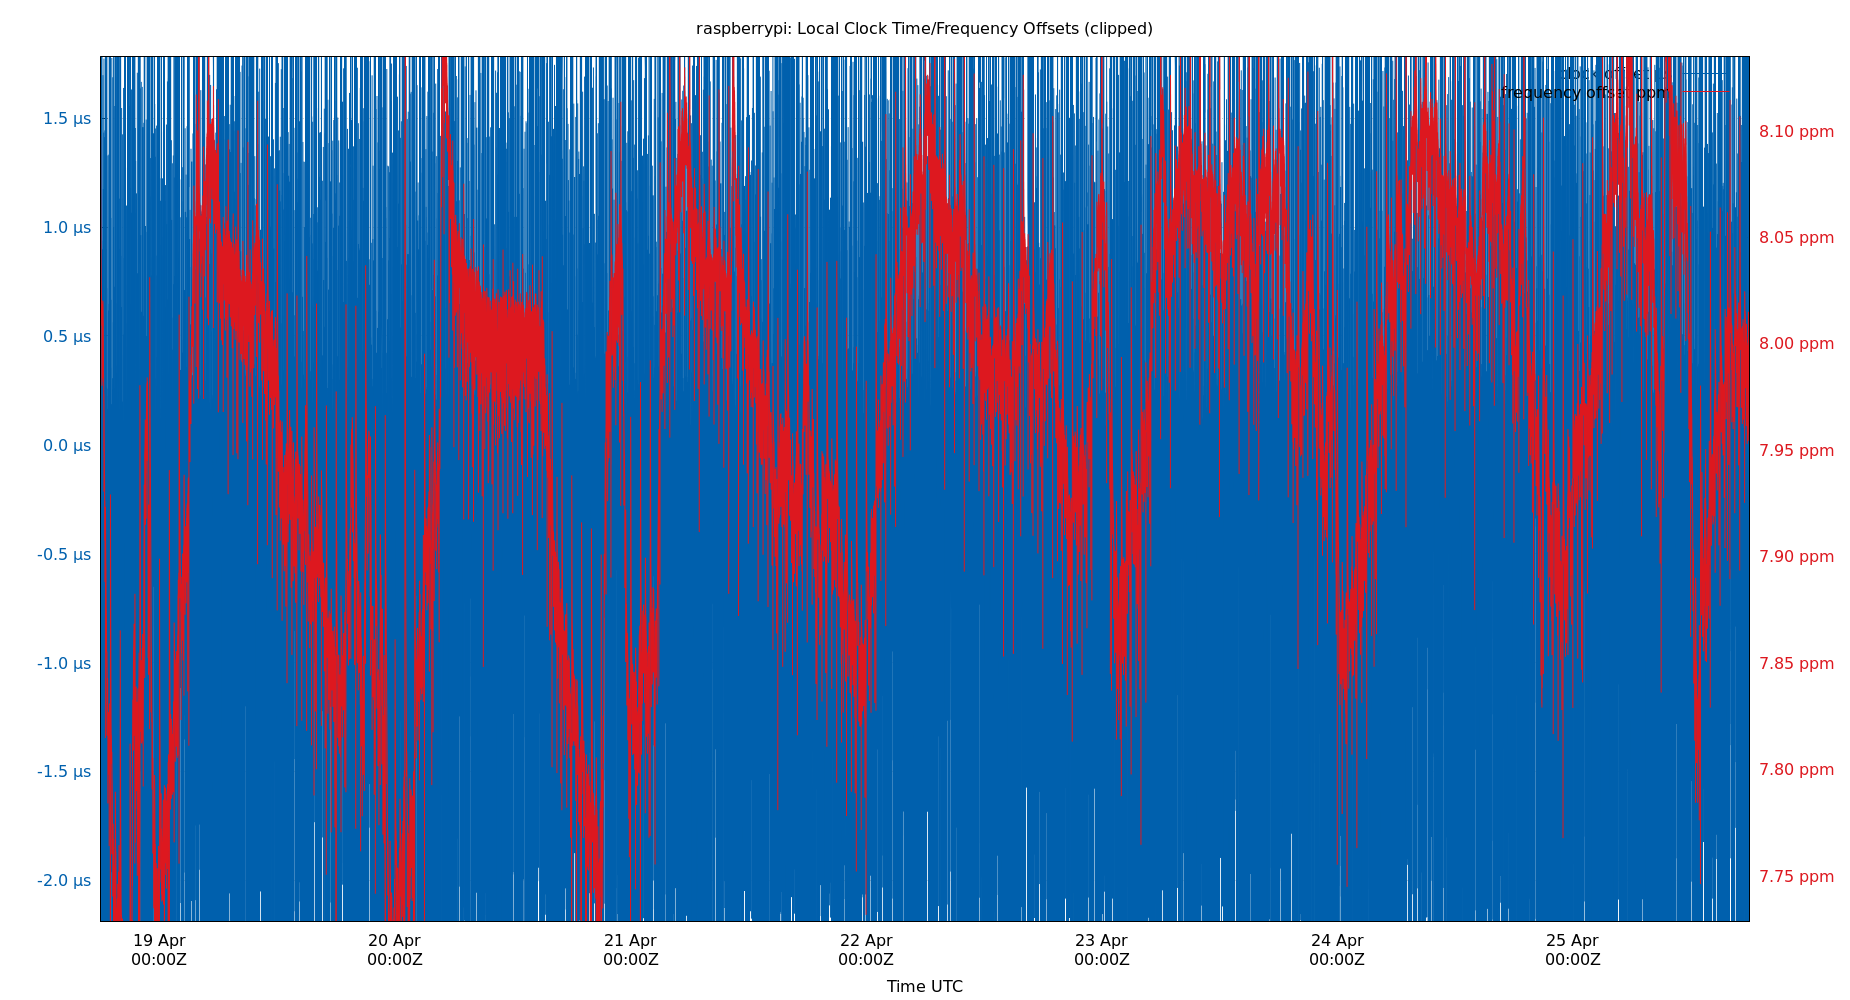 raspberrypi: Local Clock Time/Frequency Offsets (clipped)
clock offset
frequency offset ppm
1.5 μs
1.0 μs
0.5 μs
0.0 μs
-0.5 μs
-1.0 μs
-1.5 μs
-2.0 μs
8.10 ppm
8.05 ppm
8.00 ppm
7.95 ppm
7.90 ppm
7.85 ppm
7.80 ppm
7.75 ppm
19 Apr
00:00Z
20 Apr
00:00Z
21 Apr
00:00Z
22 Apr
00:00Z
23 Apr
00:00Z
24 Apr
00:00Z
25 Apr
00:00Z
Time UTC